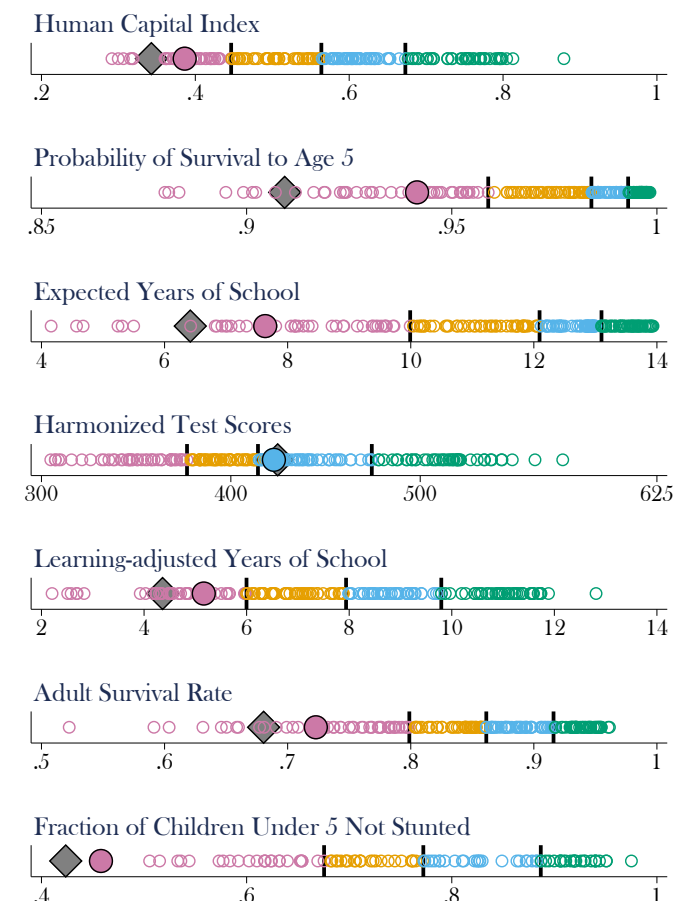 Human Capital Index
.2 .4 .6 .8 1
Probability of Survival to Age 5
.85 .9 .95 1
Expected Years of School
4 6 8 10 12 14
Harmonized Test Scores
300 400 500 625
Learning-adjusted Years of School
2 4 6 8 10 12 14
Adult Survival Rate
.5 .6 .7 .8 .9 1
Fraction of Children Under 5 Not Stunted
.4 .6 .8 1